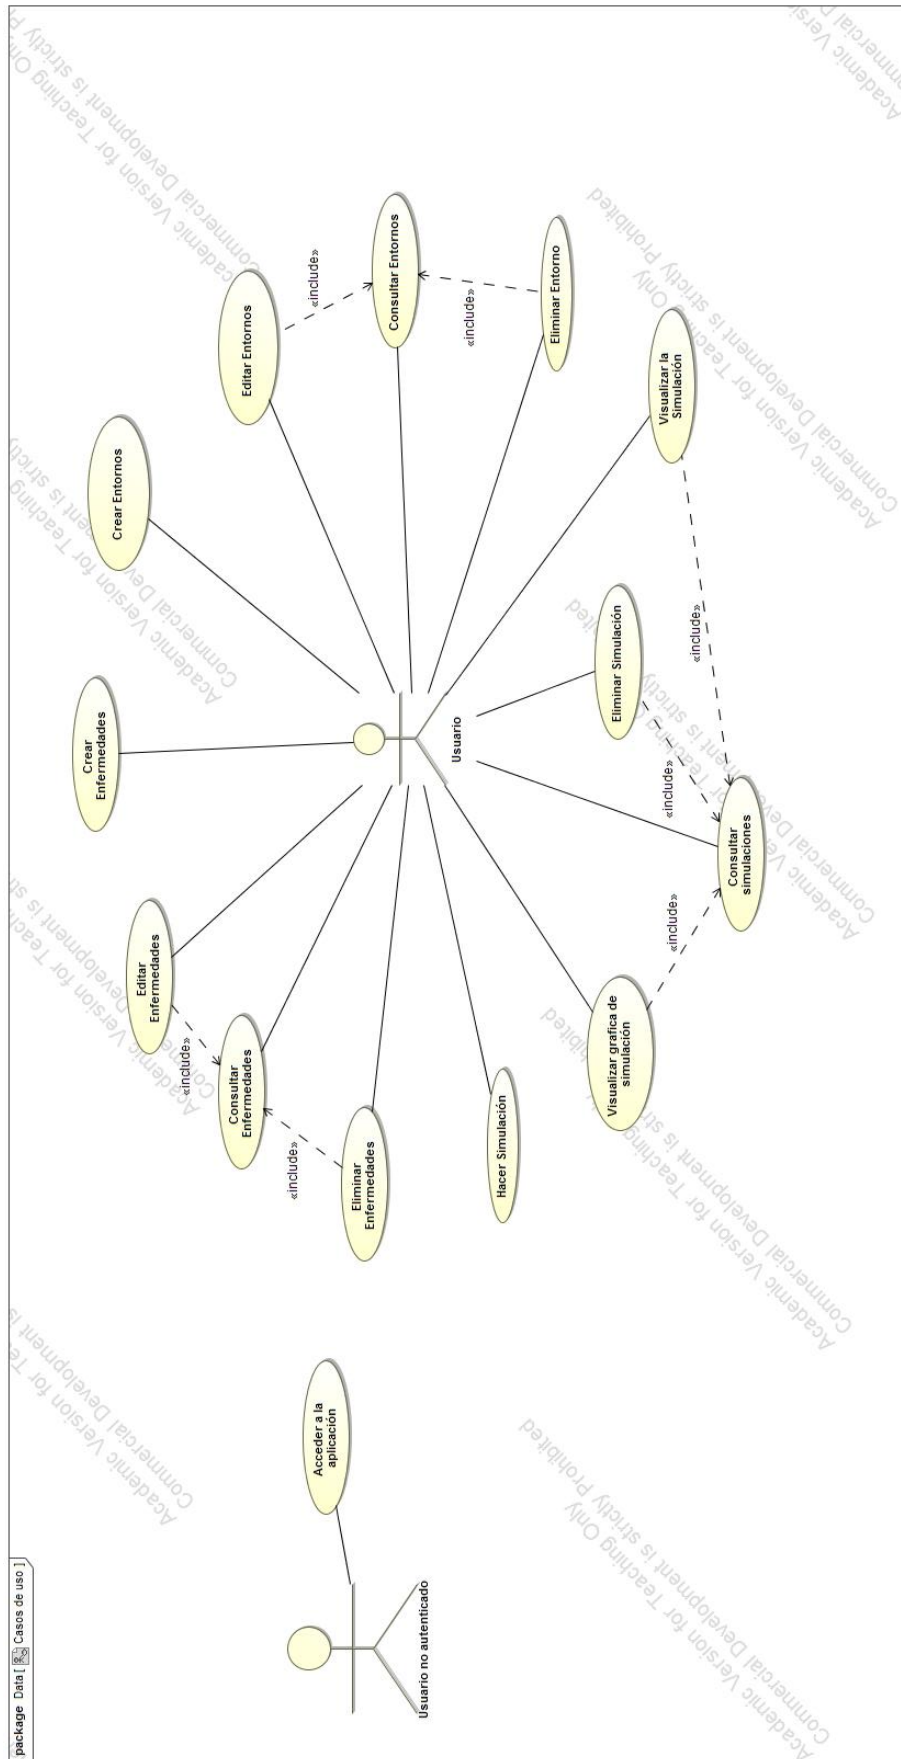 package Data [ Casos de uso ]
Usuario no autenticado
Acceder a la
aplicación
Crear
Enfermedades
Editar
Enfermedades
«include»
Consultar
Enfermedades
«include»
Eliminar
Enfermedades
Hacer Simulación
Visualizar grafica de
simulación
«include»
Consultar
simulaciones
«include»
Eliminar Simulación
«include»
Visualizar la
Simulación
Usuario
Crear Entornos
Editar Entornos
«include»
Consultar Entornos
«include»
Eliminar Entorno
Academic Version for Teaching Only
Commercial Development is strictly Prohibited